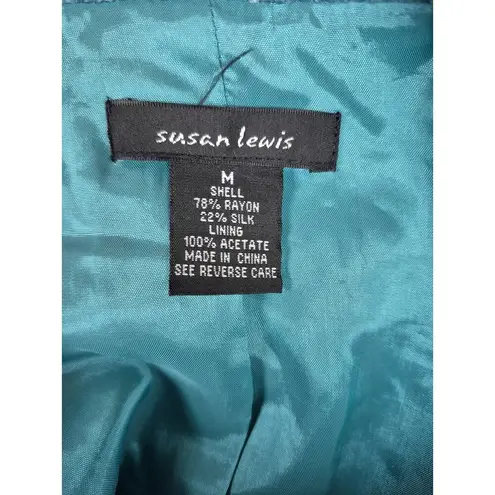 susan lewis
M
SHELL
78% RAYON
22% SILK
LINING
100% ACETATE
MADE IN CHINA
SEE REVERSE CARE